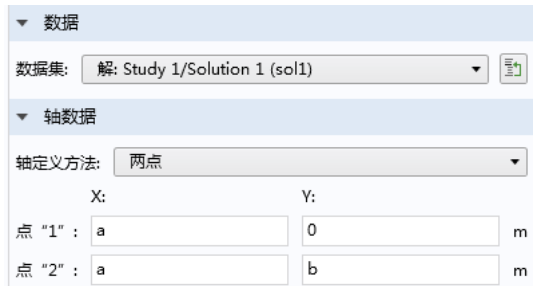 数据
数据集: 解: Study 1/Solution 1 (sol1)
轴数据
轴定义方法: 两点
X: Y:
点 "1": a 0 m
点 "2": a b m